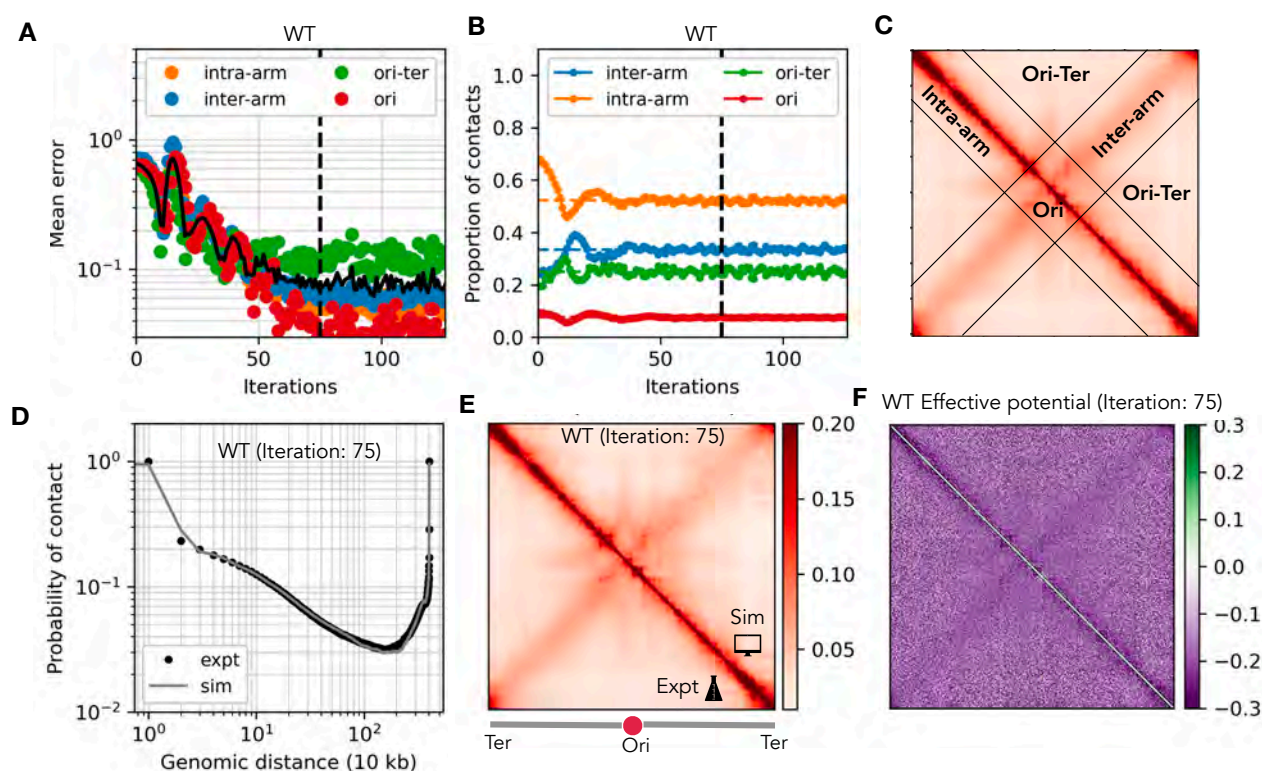 A
WT
intra-arm
ori-ter
inter-arm
ori
10^0
10^-1
Mean error
0
50
100
Iterations
B
WT
inter-arm
ori-ter
intra-arm
ori
1.0
0.8
0.6
0.4
0.2
0.0
Proportion of contacts
0
50
100
Iterations
C
Ori-Ter
Intra-arm
Inter-arm
Ori
Ori-Ter
D
WT (Iteration: 75)
10^0
10^-1
10^-2
Probability of contact
expt
sim
10^0
10^1
10^2
Genomic distance (10 kb)
E
WT (Iteration: 75)
0.20
0.15
0.10
0.05
Sim
Expt
Ter
Ori
Ter
F
WT Effective potential (Iteration: 75)
0.3
0.2
0.1
0.0
−0.1
−0.2
−0.3